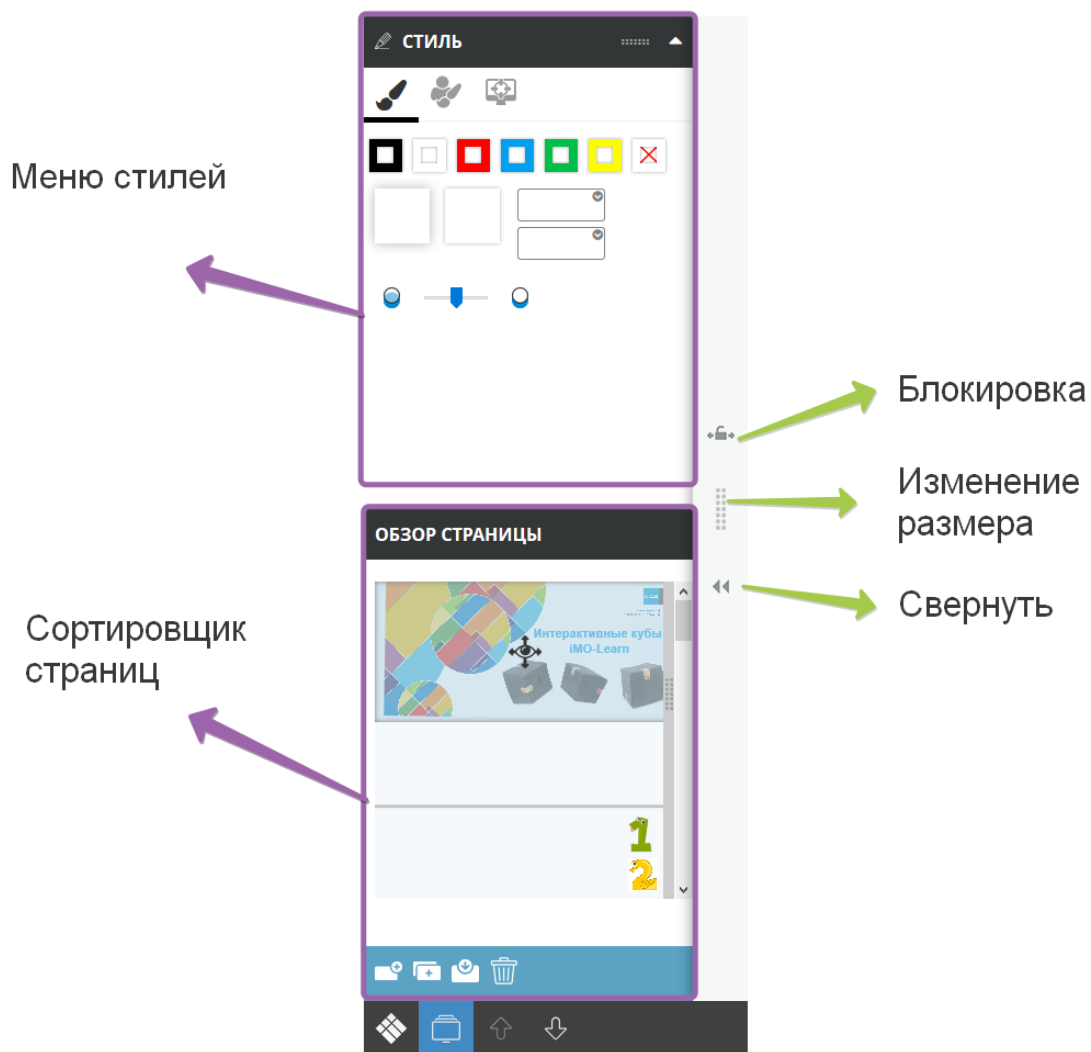 СТИЛЬ
Меню стилей
Блокировка
Изменение
размера
Свернуть
ОБЗОР СТРАНИЦЫ
Интерактивные кубы
iMO-Learn
Сортировщик
страниц
1
2